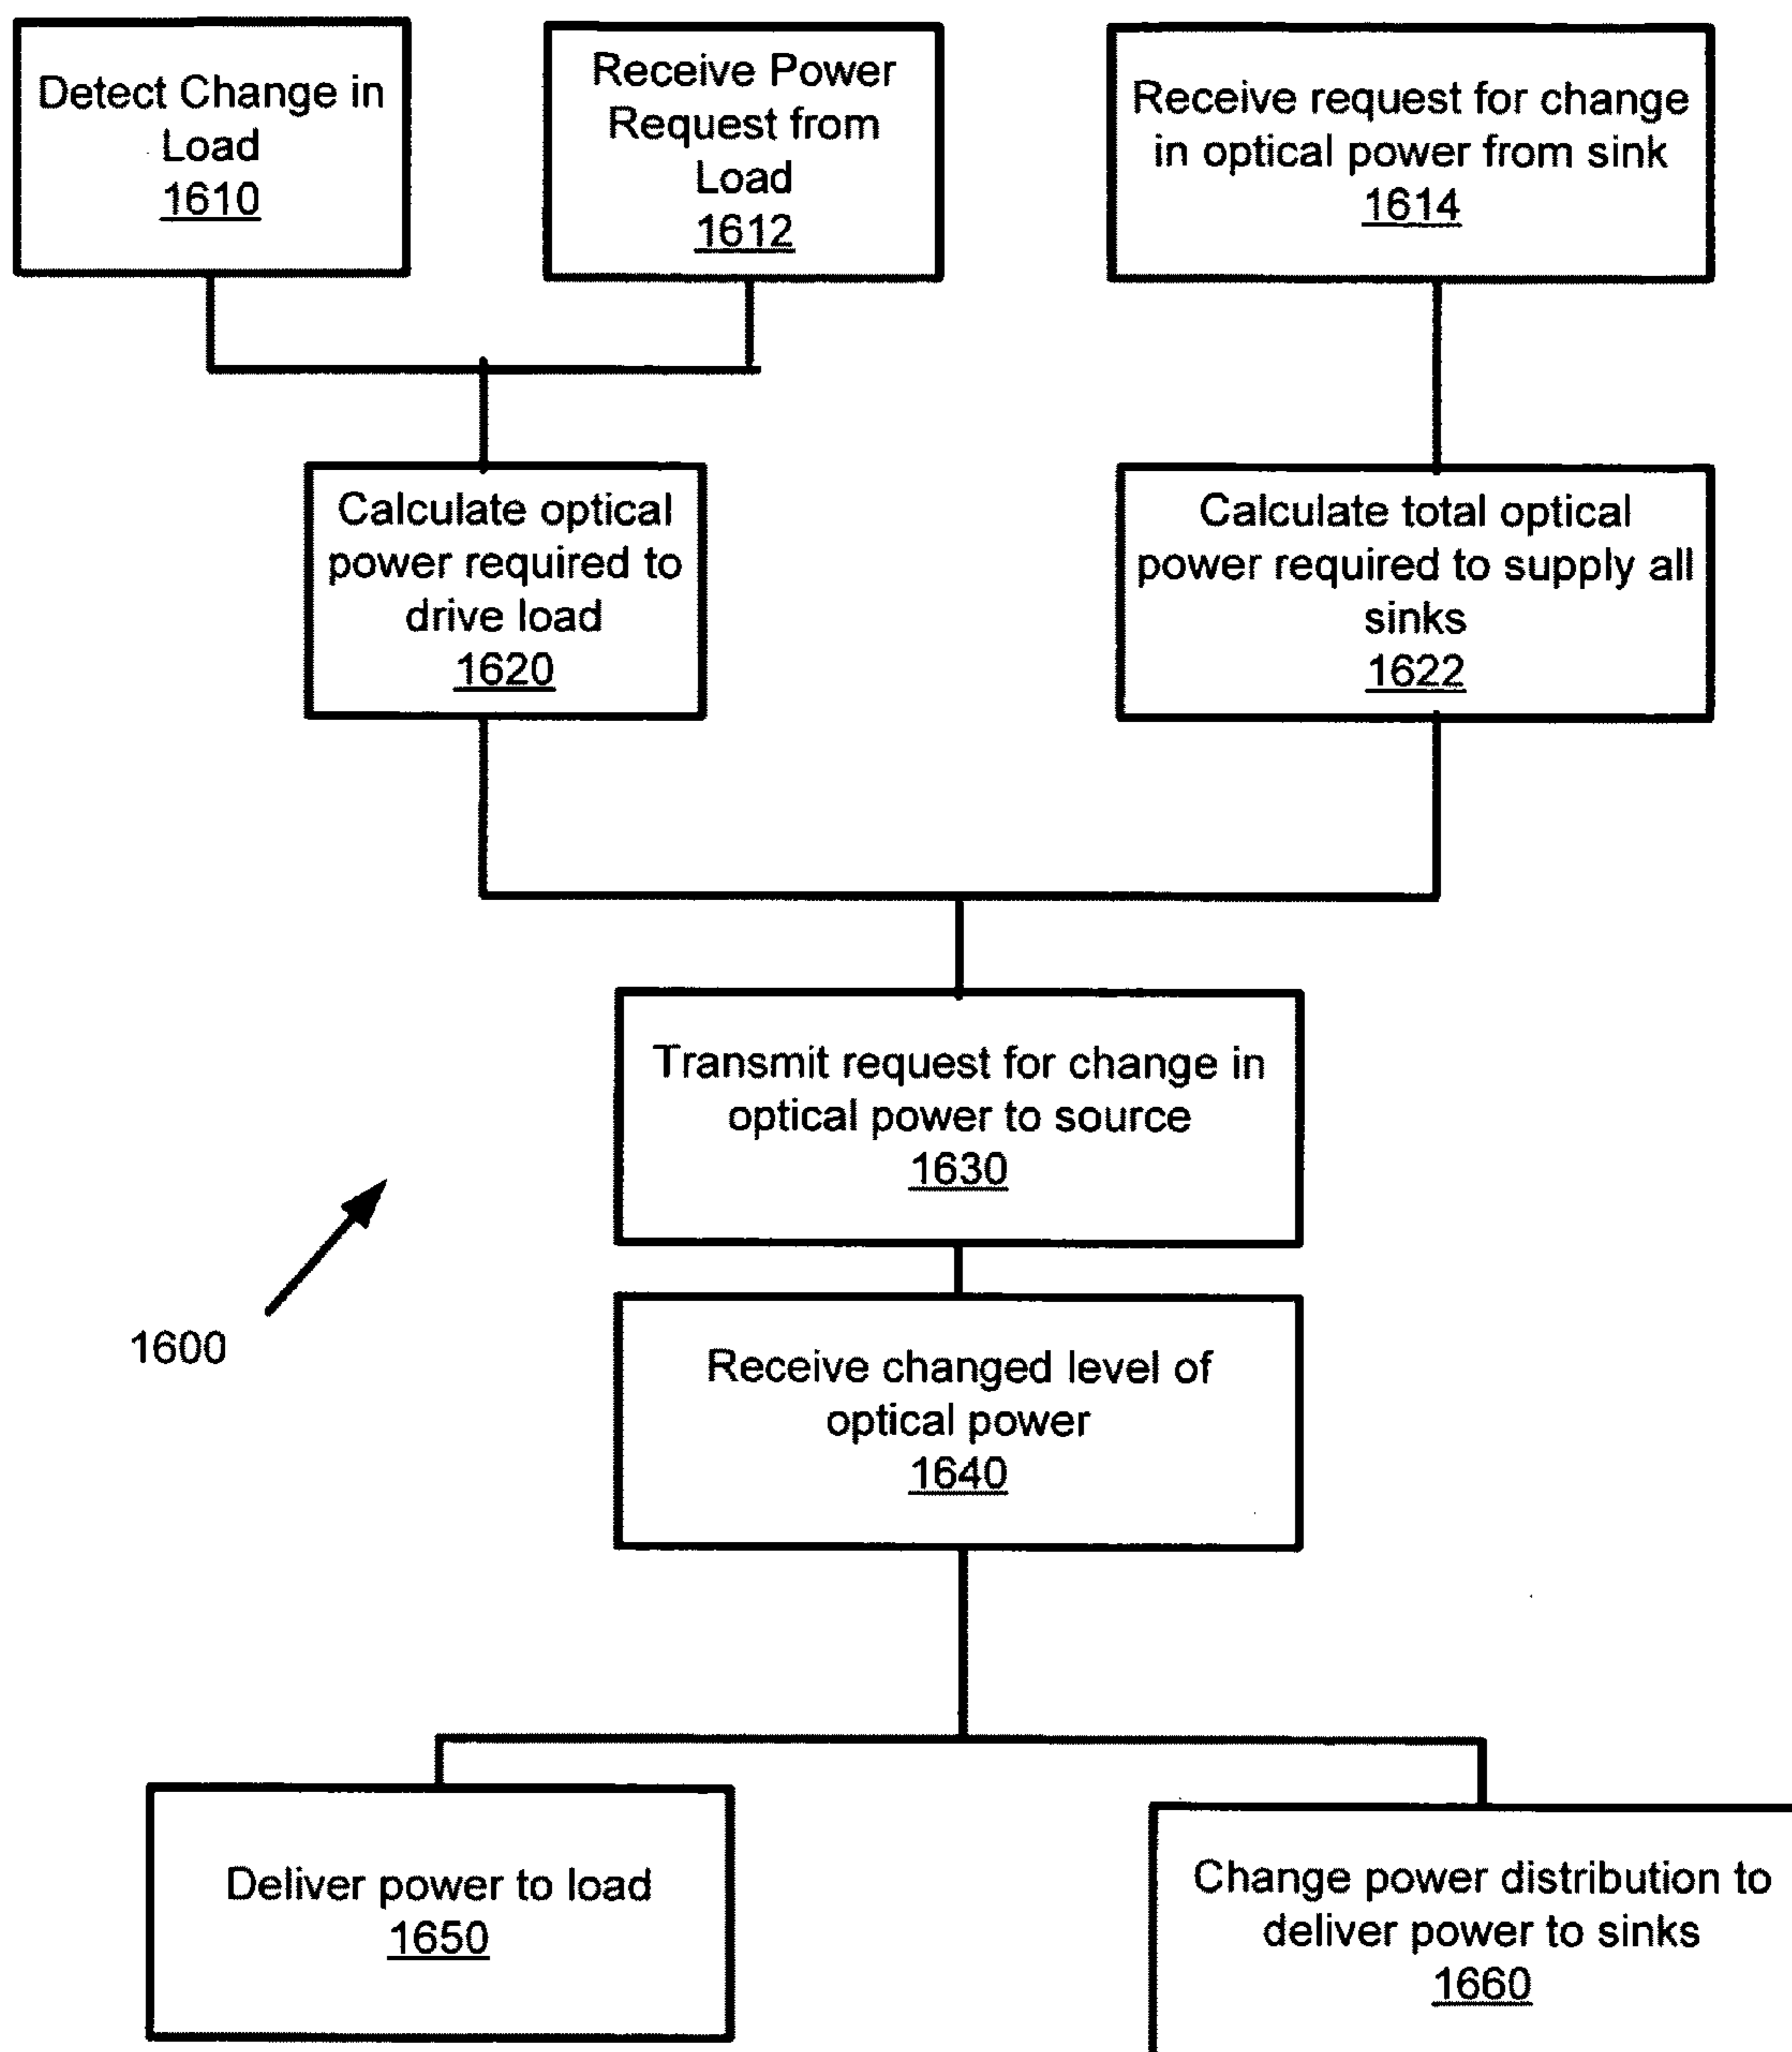 Detect Change in
Load
1610
Receive Power
Request from
Load
1612
Receive request for change
in optical power from sink
1614
Calculate optical
power required to
drive load
1620
Calculate total optical
power required to supply all
sinks
1622
Transmit request for change in
optical power to source
1630
1600
Receive changed level of
optical power
1640
Deliver power to load
1650
Change power distribution to
deliver power to sinks
1660